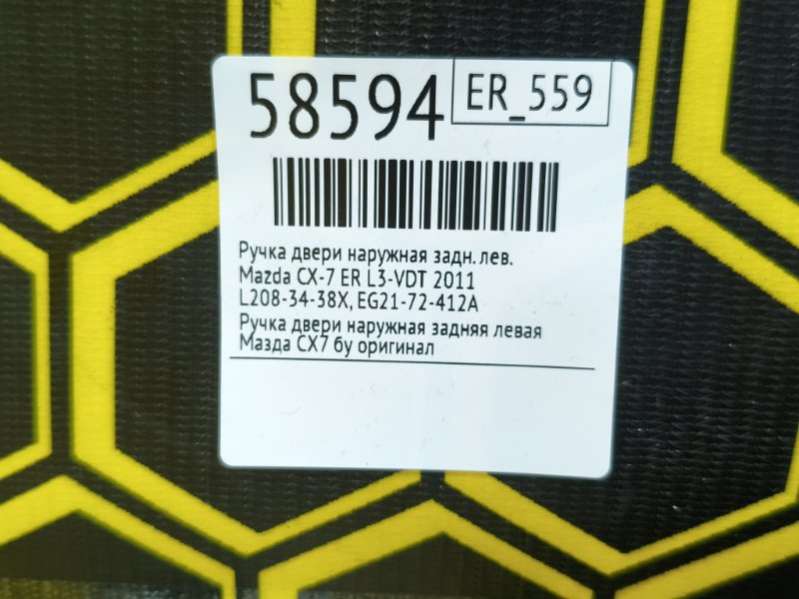 58594 ER_559
Ручка двери наружная задн. лев.
Mazda CX-7 ER L3-VDT 2011
L208-34-38X, EG21-72-412A
Ручка двери наружная задняя левая
Мазда СХ7 бу оригинал